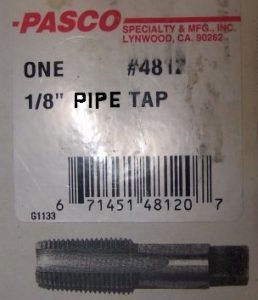 -PASCO
SPECIALTY & MFG., INC.
LYNWOOD, CA. 90262
ONE #4812
1/8" PIPE TAP
6 71451 48120 7
G1133